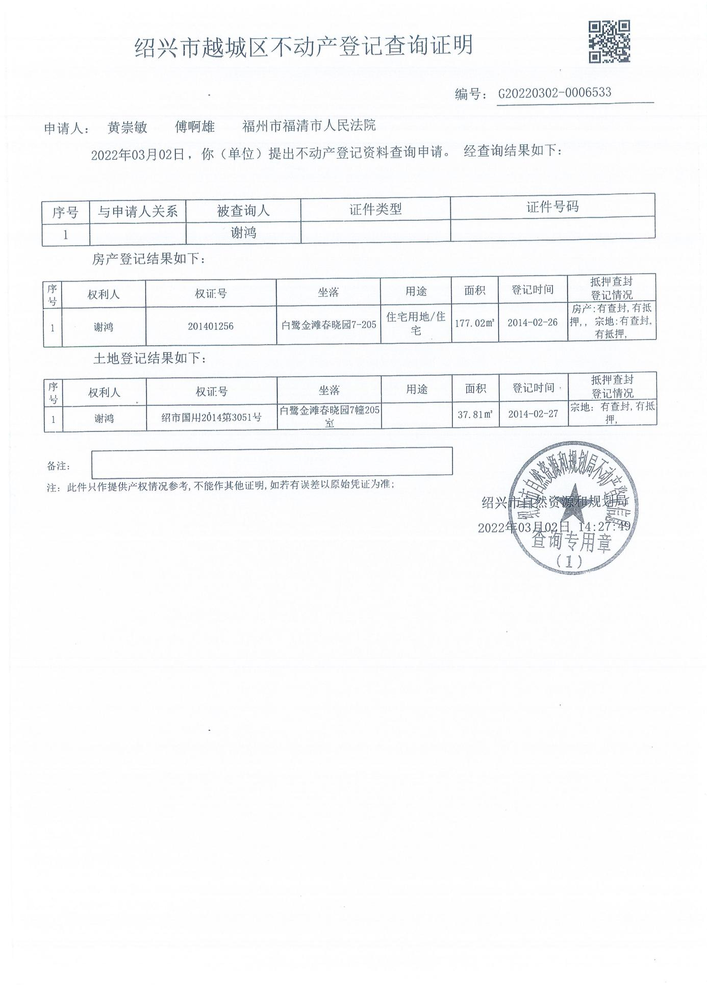 绍兴市越城区不动产登记查询证明
编号： G20220302-0006533
申请人： 黄崇敏 傅啊雄 福州市福清市人民法院
2022年03月02日，你（单位）提出不动产登记资料查询申请。 经查询结果如下：
序号 与申请人关系 被查询人 证件类型 证件号码
1 谢鸿
房产登记结果如下：
序号 权利人 权证号 坐落 用途 面积 登记时间 抵押查封登记情况
1 谢鸿 201401256 白鹭金滩春晓园7-205 住宅用地/住宅 177.02㎡ 2014-02-26 房产:有查封,有抵押,，宗地:有查封,有抵押,
土地登记结果如下：
序号 权利人 权证号 坐落 用途 面积 登记时间 抵押查封登记情况
1 谢鸿 绍市国用2014第3051号 白鹭金滩春晓园7幢205室 37.81㎡ 2014-02-27 宗地：有查封,有抵押,
备注：
注：此件只作提供产权情况参考,不能作其他证明,如若有误差以原始凭证为准;
绍兴市自然资源和规划局
2022年03月02日 14:27:49
绍兴市自然资源和规划局不动产登记信息
查询专用章
（1）